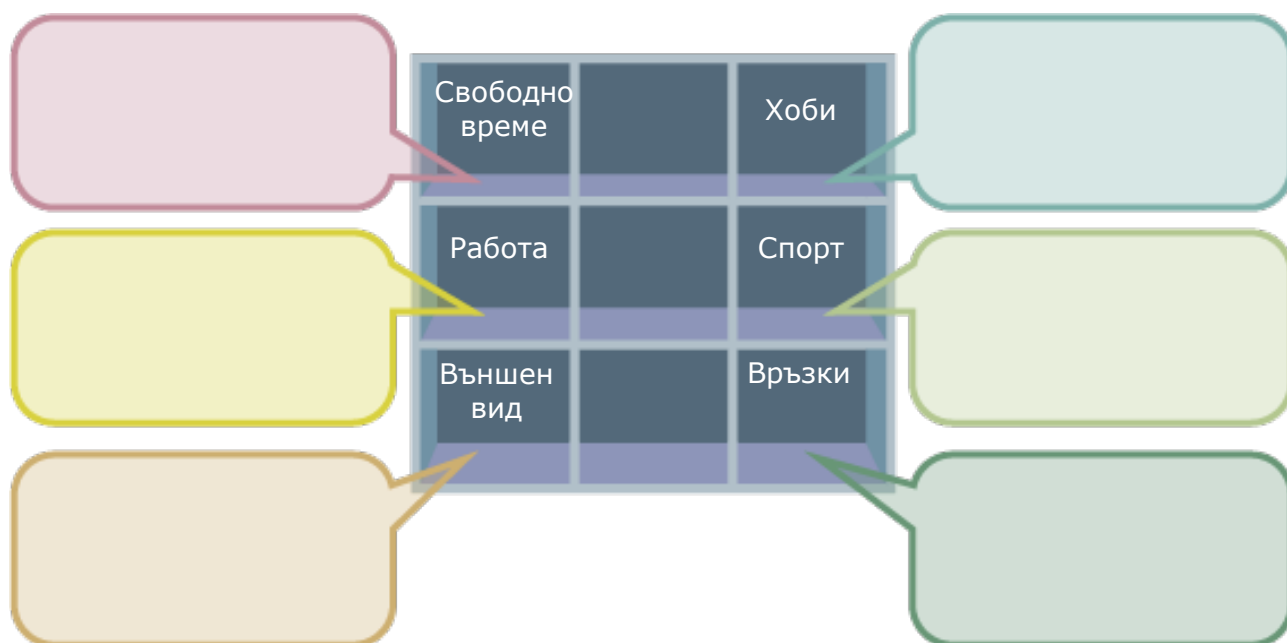 Свободно
време
Хоби
Работа
Спорт
Външен
вид
Връзки